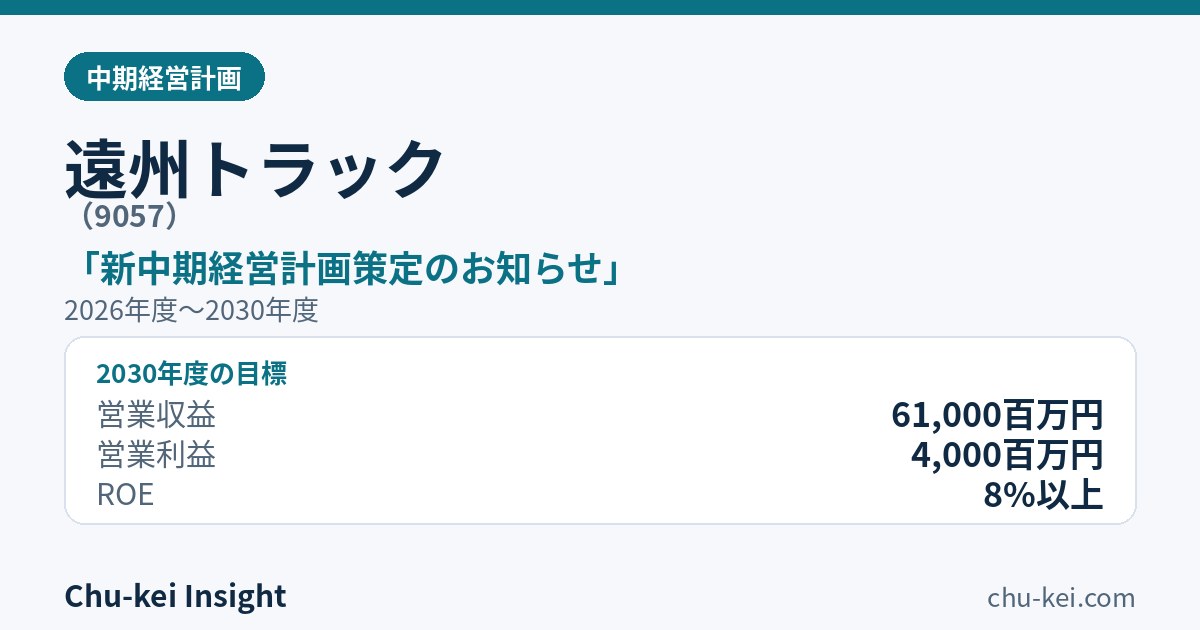 中期経営計画
遠州トラック
（9057）
「新中期経営計画策定のお知らせ」
2026年度～2030年度
2030年度の目標
営業収益 61,000百万円
営業利益 4,000百万円
ROE 8%以上
Chu-kei Insight chu-kei.com